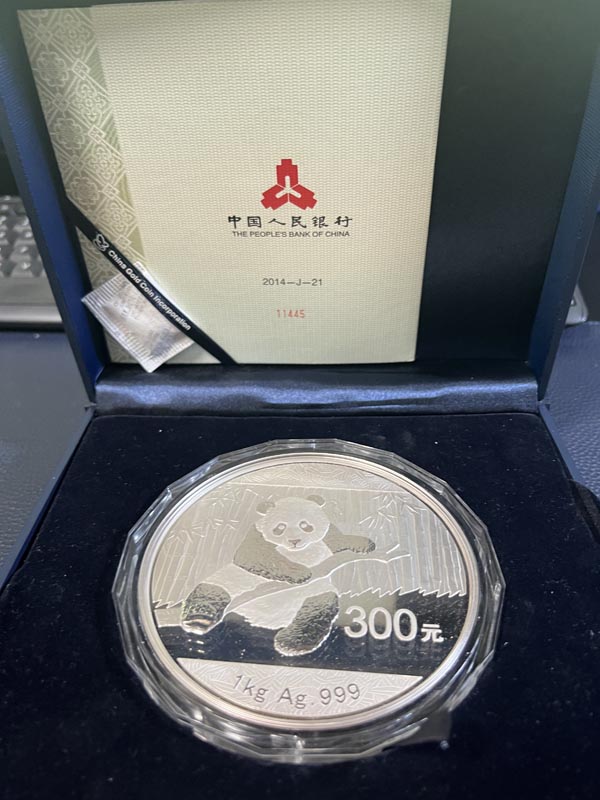 中国人民银行
THE PEOPLE'S BANK OF CHINA
2014-J-21
11445
China Gold Coin Incorporation
300元
1kg Ag.999